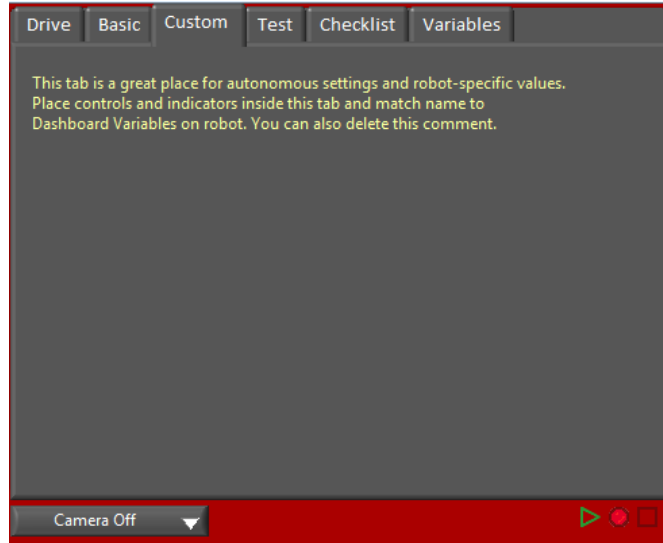 Drive Basic Custom Test Checklist Variables
This tab is a great place for autonomous settings and robot-specific values.
Place controls and indicators inside this tab and match name to
Dashboard Variables on robot. You can also delete this comment.
Camera Off